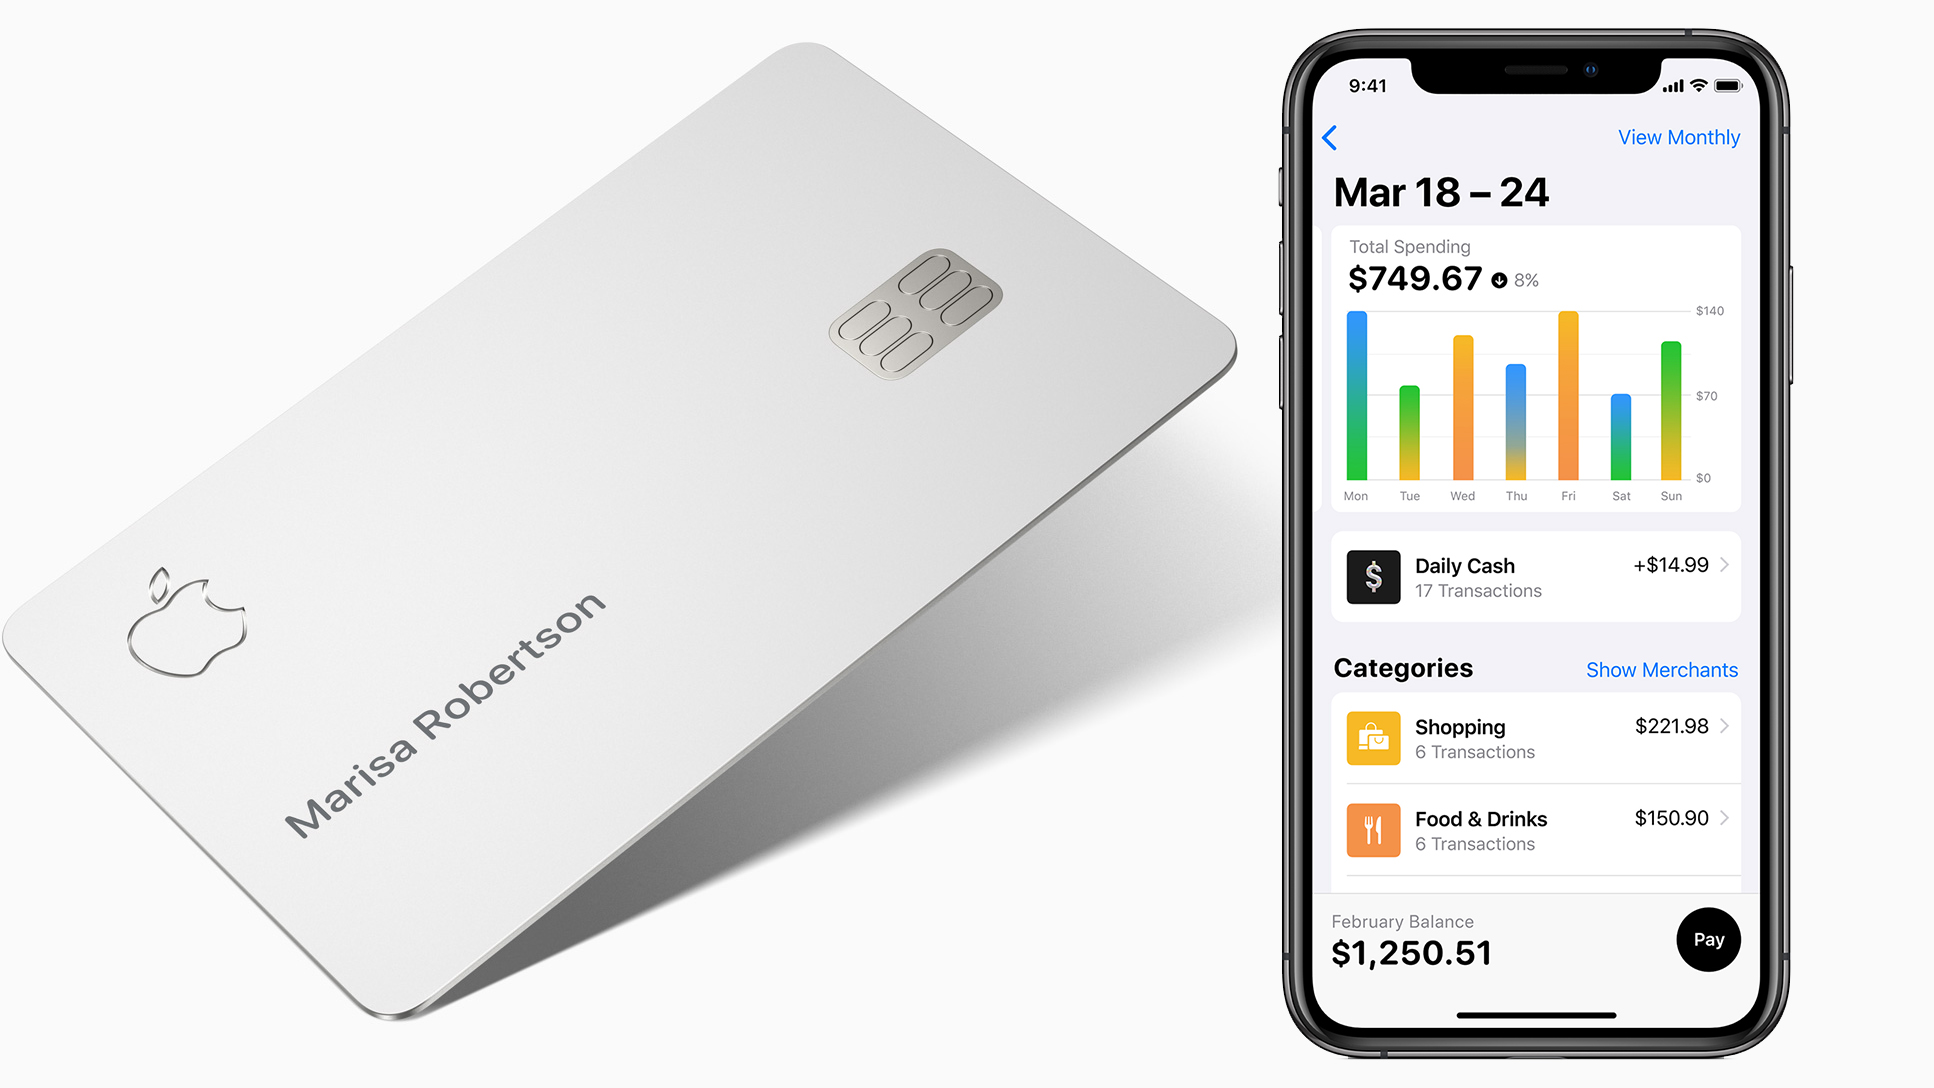 Marisa Robertson
9:41
View Monthly
Mar 18 – 24
Total Spending
$749.67 8%
$140
$70
$0
Mon Tue Wed Thu Fri Sat Sun
Daily Cash +$14.99
17 Transactions
$
Categories Show Merchants
Shopping $221.98
6 Transactions
Food & Drinks $150.90
6 Transactions
February Balance
$1,250.51
Pay